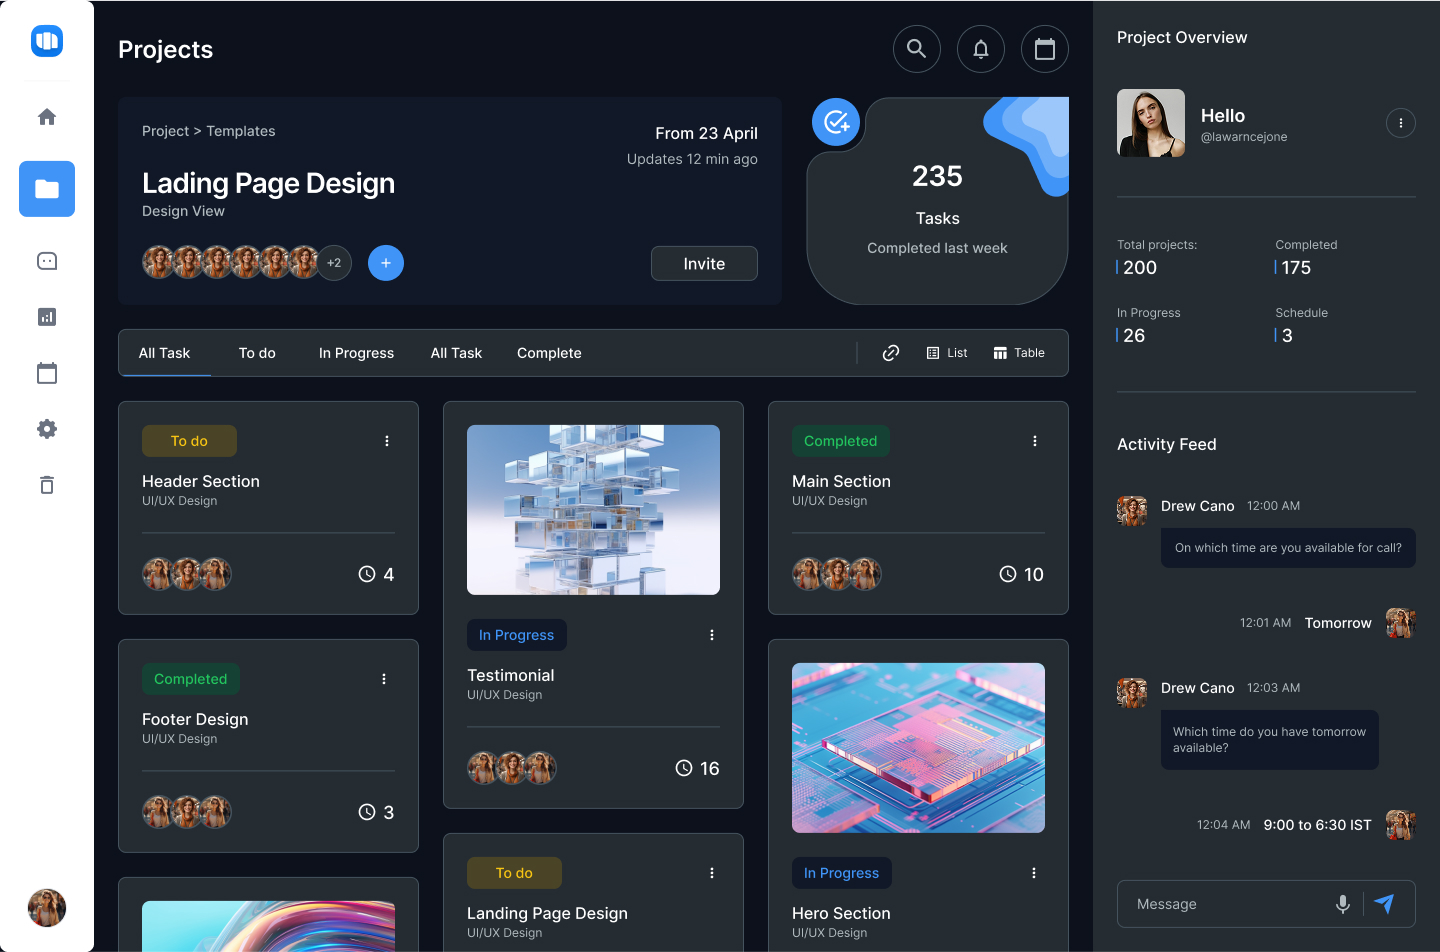 Projects
Project > Templates
From 23 April
Updates 12 min ago
Lading Page Design
Design View
+2
Invite
235
Tasks
Completed last week
All Task
To do
In Progress
All Task
Complete
List
Table
To do
Header Section
UI/UX Design
4
Completed
Footer Design
UI/UX Design
3
In Progress
Testimonial
UI/UX Design
16
To do
Landing Page Design
UI/UX Design
Completed
Main Section
UI/UX Design
10
In Progress
Hero Section
UI/UX Design
Project Overview
Hello
@lawarncejone
Total projects:
200
Completed
175
In Progress
26
Schedule
3
Activity Feed
Drew Cano 12:00 AM
On which time are you available for call?
12:01 AM Tomorrow
Drew Cano 12:03 AM
Which time do you have tomorrow
available?
12:04 AM 9:00 to 6:30 IST
Message